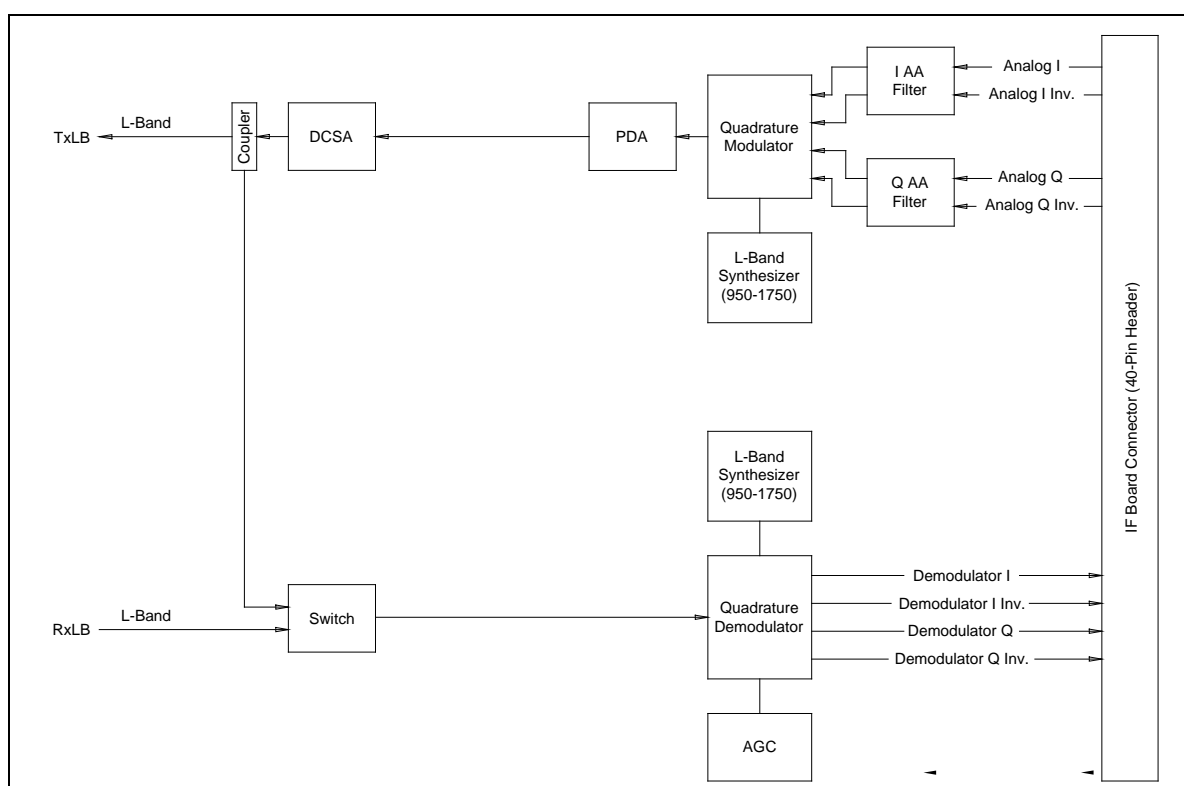 I AA
Filter
Analog I
Analog I Inv.
L-Band
TxLB
Coupler
DCSA
PDA
Quadrature
Modulator
Q AA
Filter
Analog Q
Analog Q Inv.
L-Band
Synthesizer
(950-1750)
IF Board Connector (40-Pin Header)
L-Band
Synthesizer
(950-1750)
L-Band
RxLB
Switch
Quadrature
Demodulator
Demodulator I
Demodulator I Inv.
Demodulator Q
Demodulator Q Inv.
AGC